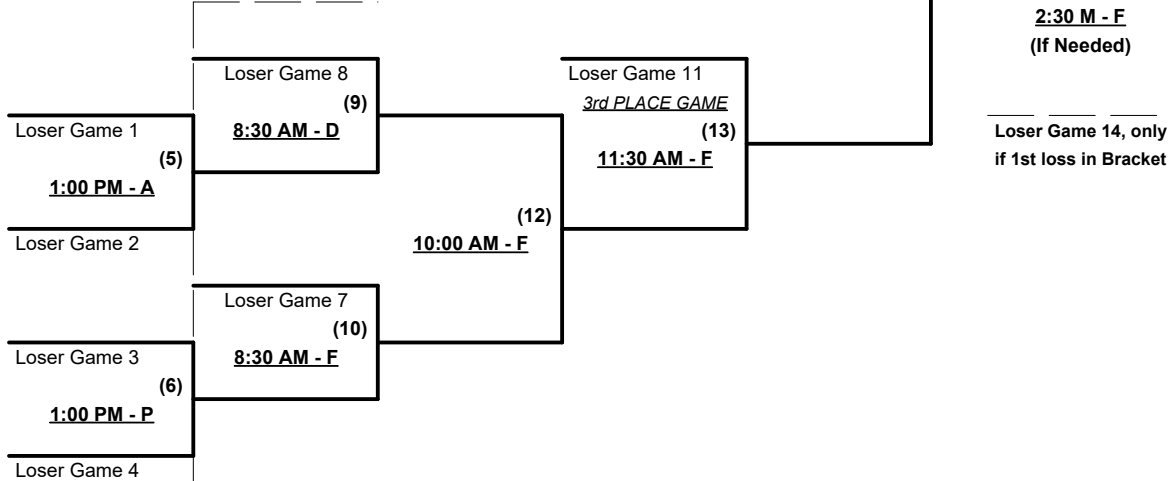 2:30 M - F
(If Needed)
Loser Game 8
(9)
8:30 AM - D
Loser Game 11
3rd PLACE GAME
(13)
11:30 AM - F
Loser Game 1
(5)
1:00 PM - A
Loser Game 2
Loser Game 14, only
if 1st loss in Bracket
(12)
10:00 AM - F
Loser Game 7
(10)
8:30 AM - F
Loser Game 3
(6)
1:00 PM - P
Loser Game 4